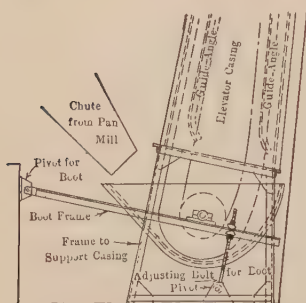 Guide-Angle
Elevator Casing
Guide-Angle
Chute
from Pan
Mill
Pivot for
Boot
Boot Frame
Frame to
Support Casing
Adjusting Bolt for Boot
Pivot